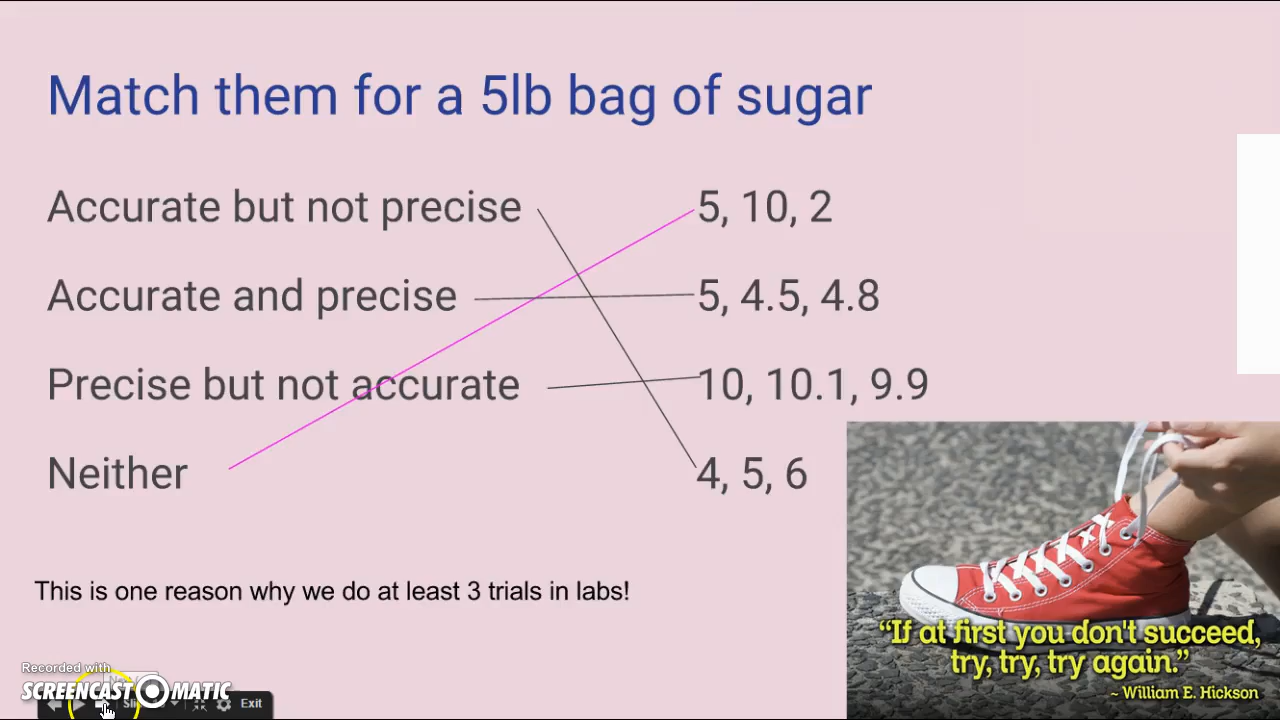 Match them for a 5lb bag of sugar
Accurate but not precise
5, 10, 2
Accurate and precise
5, 4.5, 4.8
Precise but not accurate
10, 10.1, 9.9
Neither
4, 5, 6
This is one reason why we do at least 3 trials in labs!
“If at first you don't succeed,
try, try, try again.”
~ William E. Hickson
Recorded with
SCREENCAST MATIC
Exit